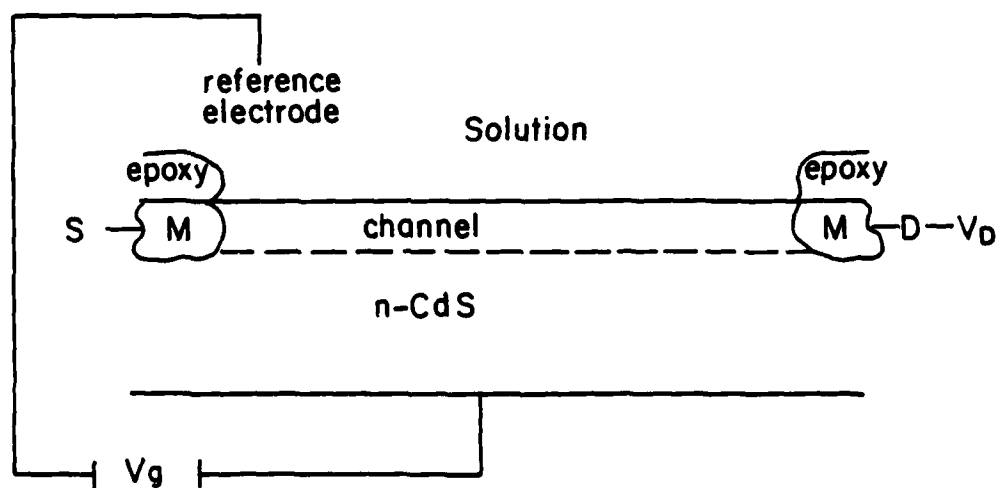 reference
electrode
Solution
epoxy
epoxy
S
M
channel
M
D
VD
n-CdS
Vg